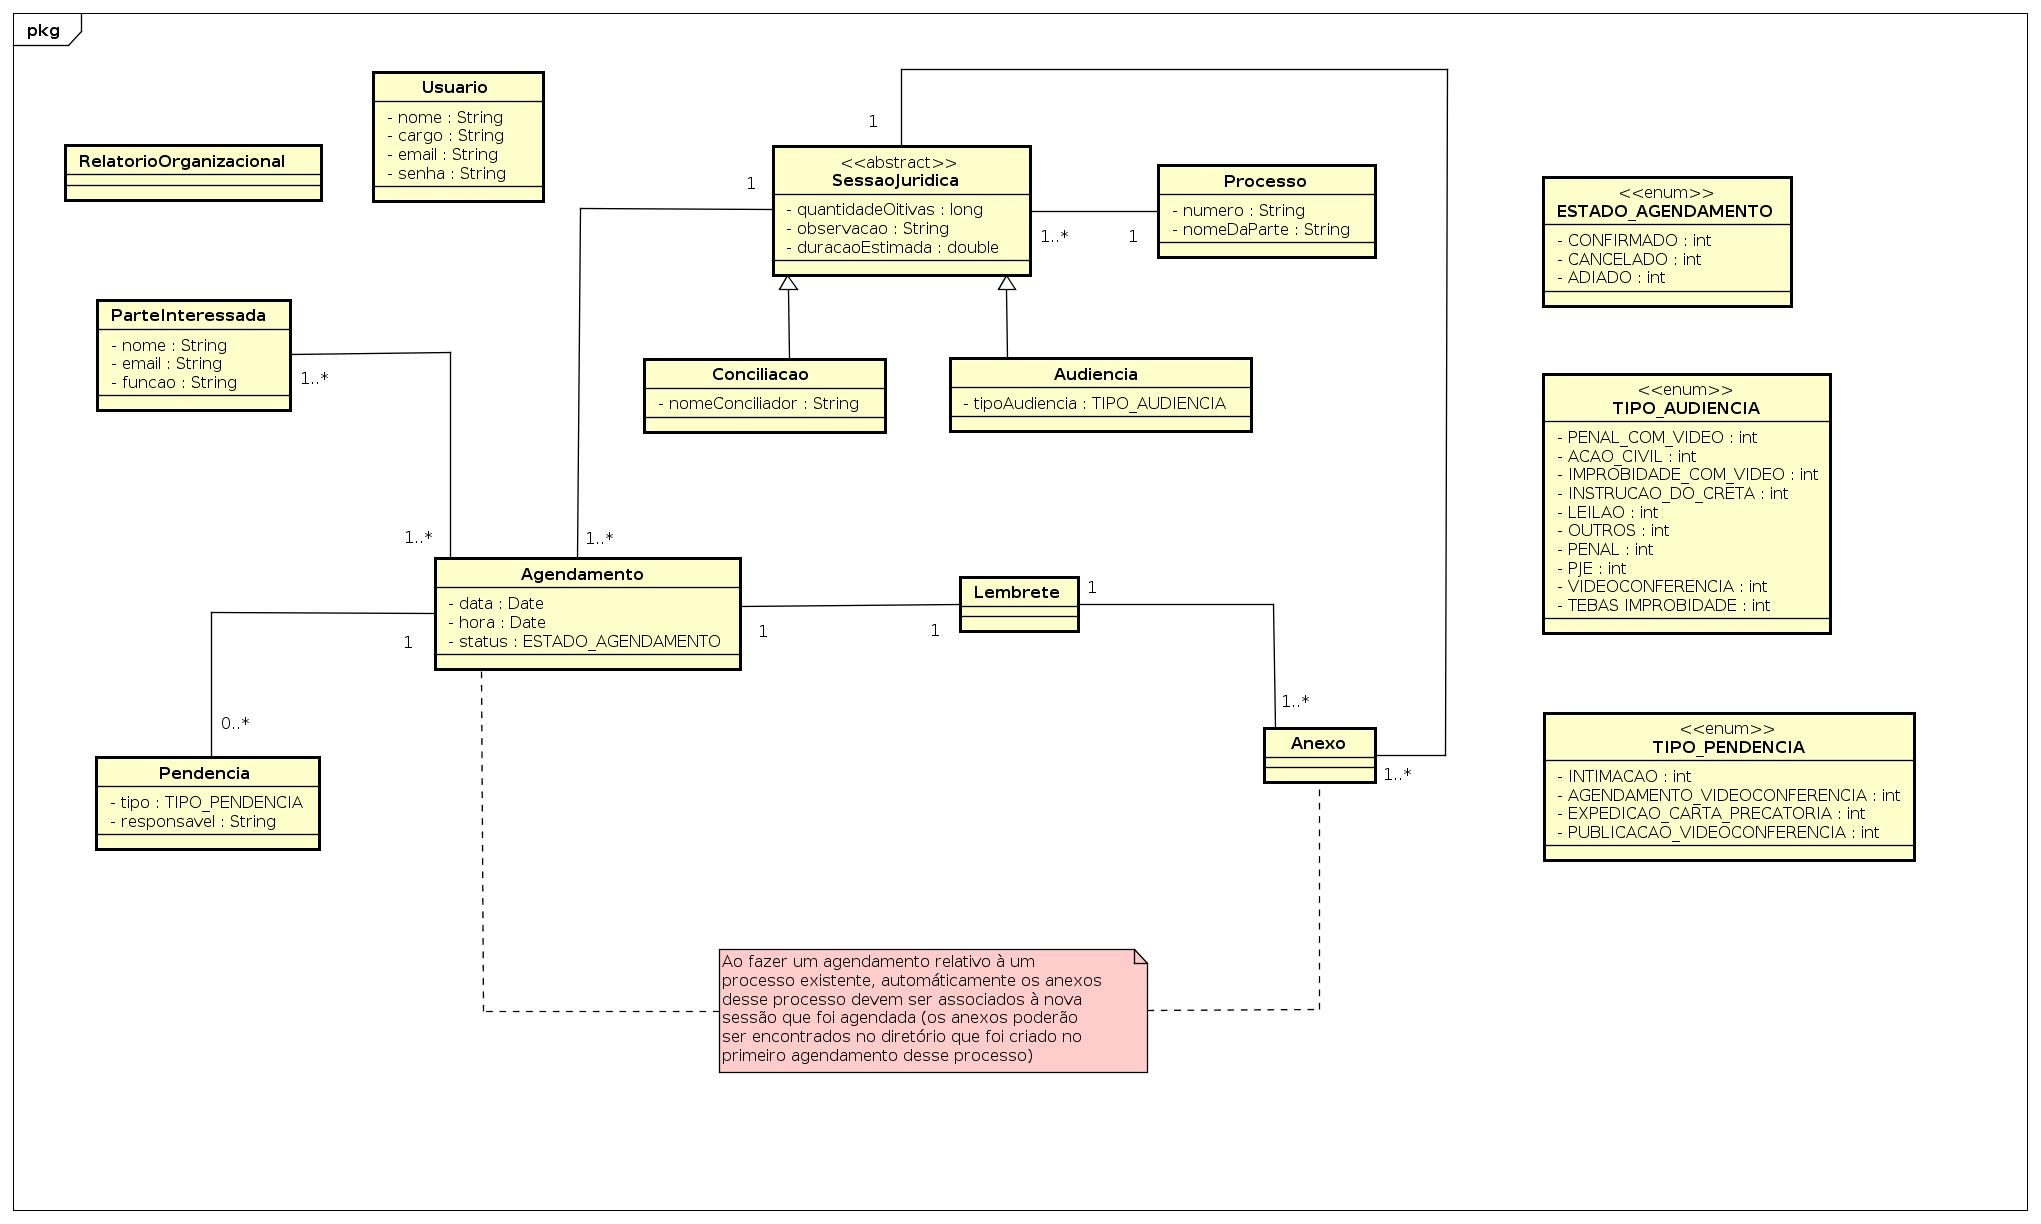 pkg
RelatorioOrganizacional
Usuario
- nome : String
- cargo : String
- email : String
- senha : String
1
1
<<abstract>>
SessaoJuridica
- quantidadeOitivas : long
- observacao : String
- duracaoEstimada : double
1..*
1
Processo
- numero : String
- nomeDaParte : String
<<enum>>
ESTADO_AGENDAMENTO
- CONFIRMADO : int
- CANCELADO : int
- ADIADO : int
ParteInteressada
- nome : String
- email : String
- funcao : String
1..*
Conciliacao
- nomeConciliador : String
Audiencia
- tipoAudiencia : TIPO_AUDIENCIA
<<enum>>
TIPO_AUDIENCIA
- PENAL_COM_VIDEO : int
- ACAO_CIVIL : int
- IMPROBIDADE_COM_VIDEO : int
- INSTRUCAO_DO_CRETA : int
- LEILAO : int
- OUTROS : int
- PENAL : int
- PJE : int
- VIDEOCONFERENCIA : int
- TEBAS IMPROBIDADE : int
1..*
1..*
Agendamento
- data : Date
- hora : Date
- status : ESTADO_AGENDAMENTO
1
1
1
Lembrete
1
1..*
0..*
Pendencia
- tipo : TIPO_PENDENCIA
- responsavel : String
Anexo
1..*
<<enum>>
TIPO_PENDENCIA
- INTIMACAO : int
- AGENDAMENTO_VIDEOCONFERENCIA : int
- EXPEDICAO_CARTA_PRECATORIA : int
- PUBLICACAO_VIDEOCONFERENCIA : int
Ao fazer um agendamento relativo à um
processo existente, automáticamente os anexos
desse processo devem ser associados à nova
sessão que foi agendada (os anexos poderão
ser encontrados no diretório que foi criado no
primeiro agendamento desse processo)